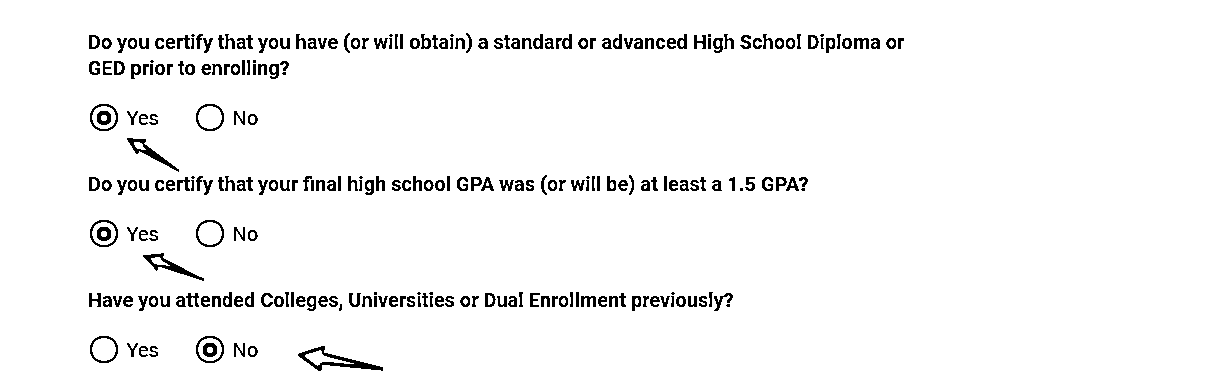 Do you certify that you have (or will obtain) a standard or advanced High School Diploma or
GED prior to enrolling?
Yes No
Do you certify that your final high school GPA was (or will be) at least a 1.5 GPA?
Yes No
Have you attended Colleges, Universities or Dual Enrollment previously?
Yes No